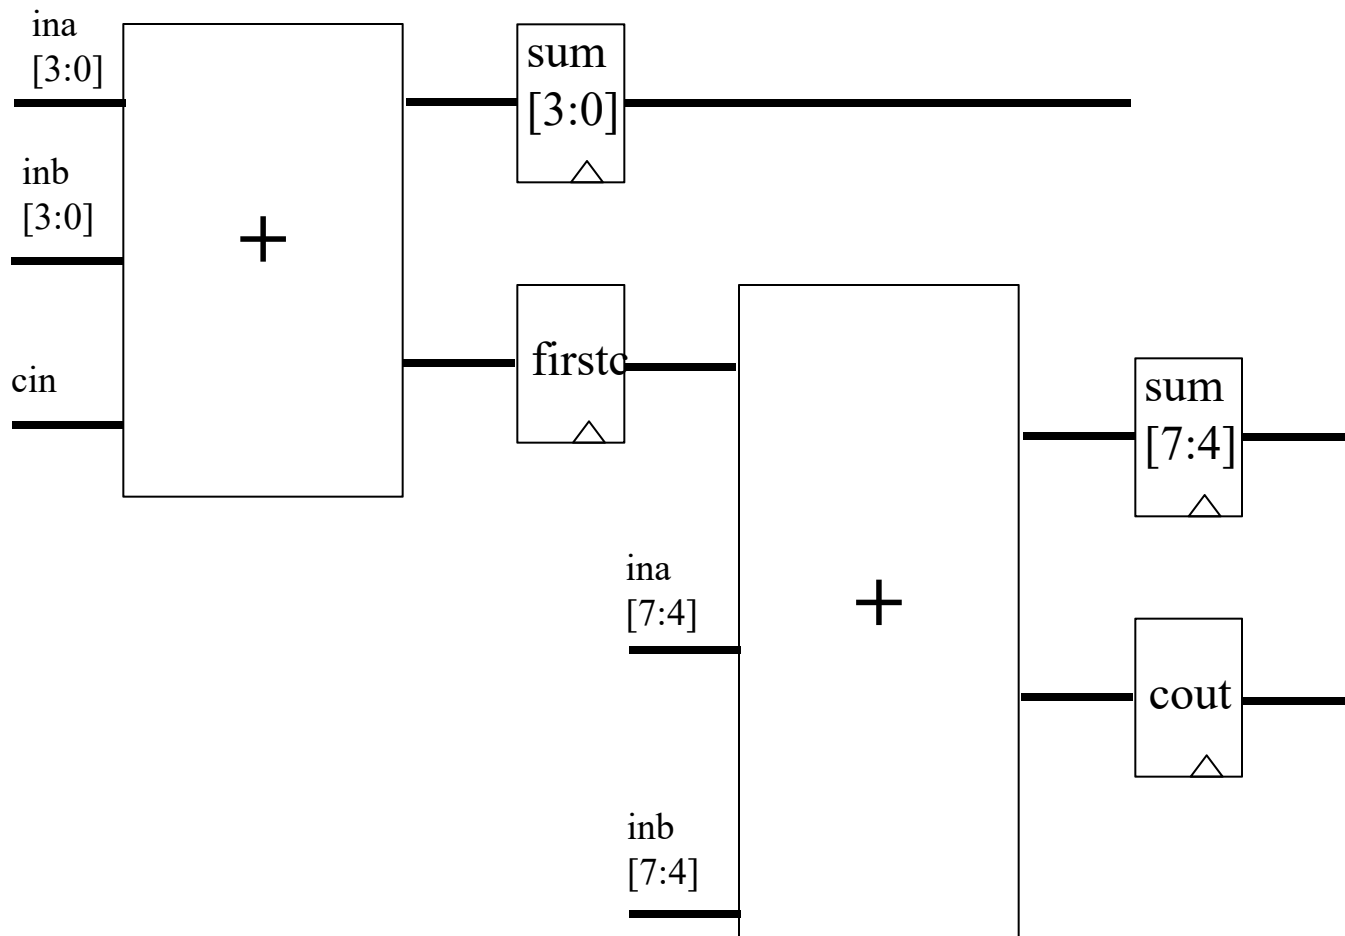 ina
[3:0]
inb
[3:0]
cin
+
sum
[3:0]
firstc
ina
[7:4]
inb
[7:4]
+
sum
[7:4]
cout